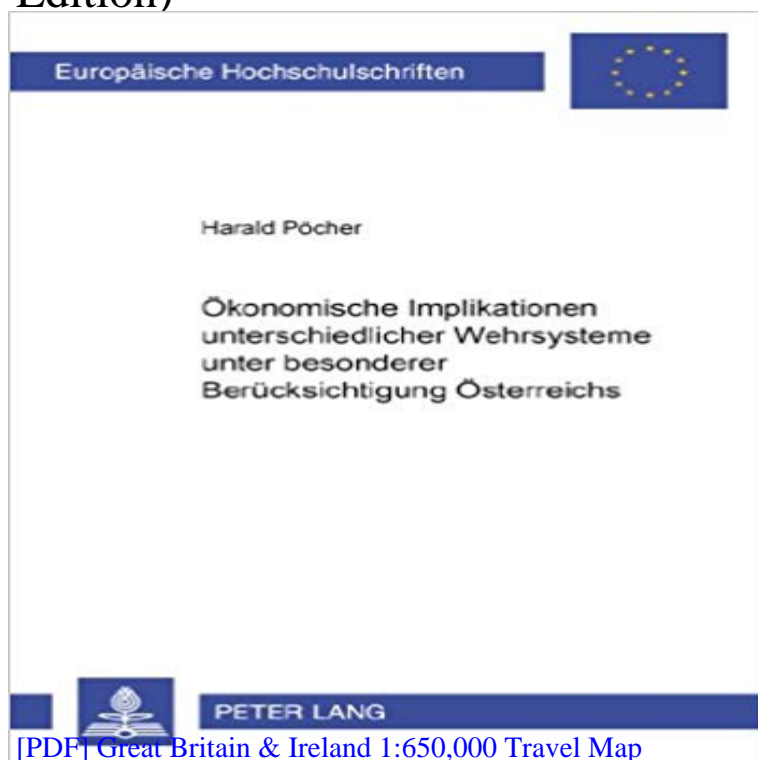 Edition)
Europäische Hochschulschriften
Harald Pöcher
Ökonomische Implikationen
unterschiedlicher Wehrsysteme
unter besonderer
Berücksichtigung Österreichs
PETER LANG
[PDF] Great Britain & Ireland 1:650,000 Travel Map